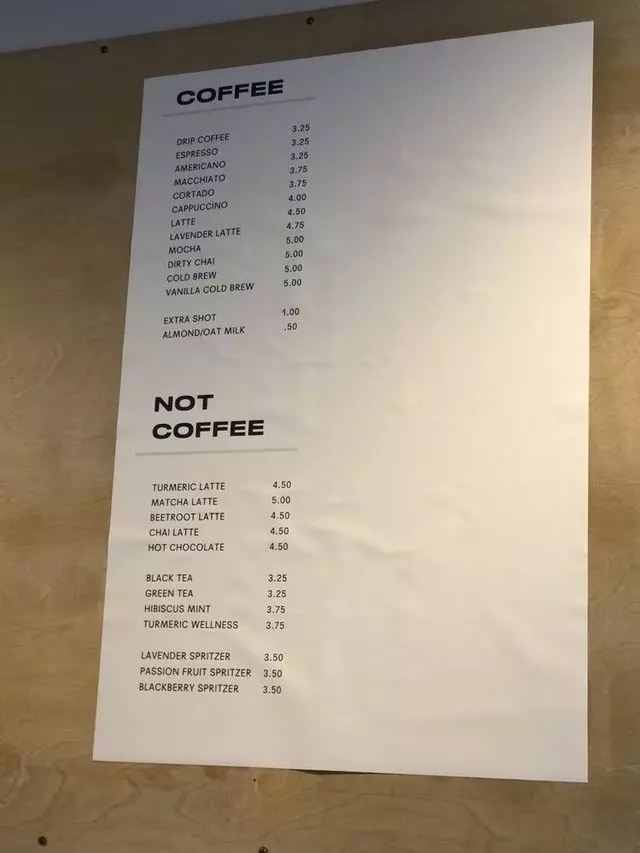 COFFEE
DRIP COFFEE 3.25
ESPRESSO 3.25
AMERICANO 3.25
MACCHIATO 3.75
CORTADO 3.75
CAPPUCCINO 4.00
LATTE 4.50
LAVENDER LATTE 4.75
MOCHA 5.00
DIRTY CHAI 5.00
COLD BREW 5.00
VANILLA COLD BREW 5.00
EXTRA SHOT 1.00
ALMOND/OAT MILK .50
NOT
COFFEE
TURMERIC LATTE 4.50
MATCHA LATTE 5.00
BEETROOT LATTE 4.50
CHAI LATTE 4.50
HOT CHOCOLATE 4.50
BLACK TEA 3.25
GREEN TEA 3.25
HIBISCUS MINT 3.75
TURMERIC WELLNESS 3.75
LAVENDER SPRITZER 3.50
PASSION FRUIT SPRITZER 3.50
BLACKBERRY SPRITZER 3.50